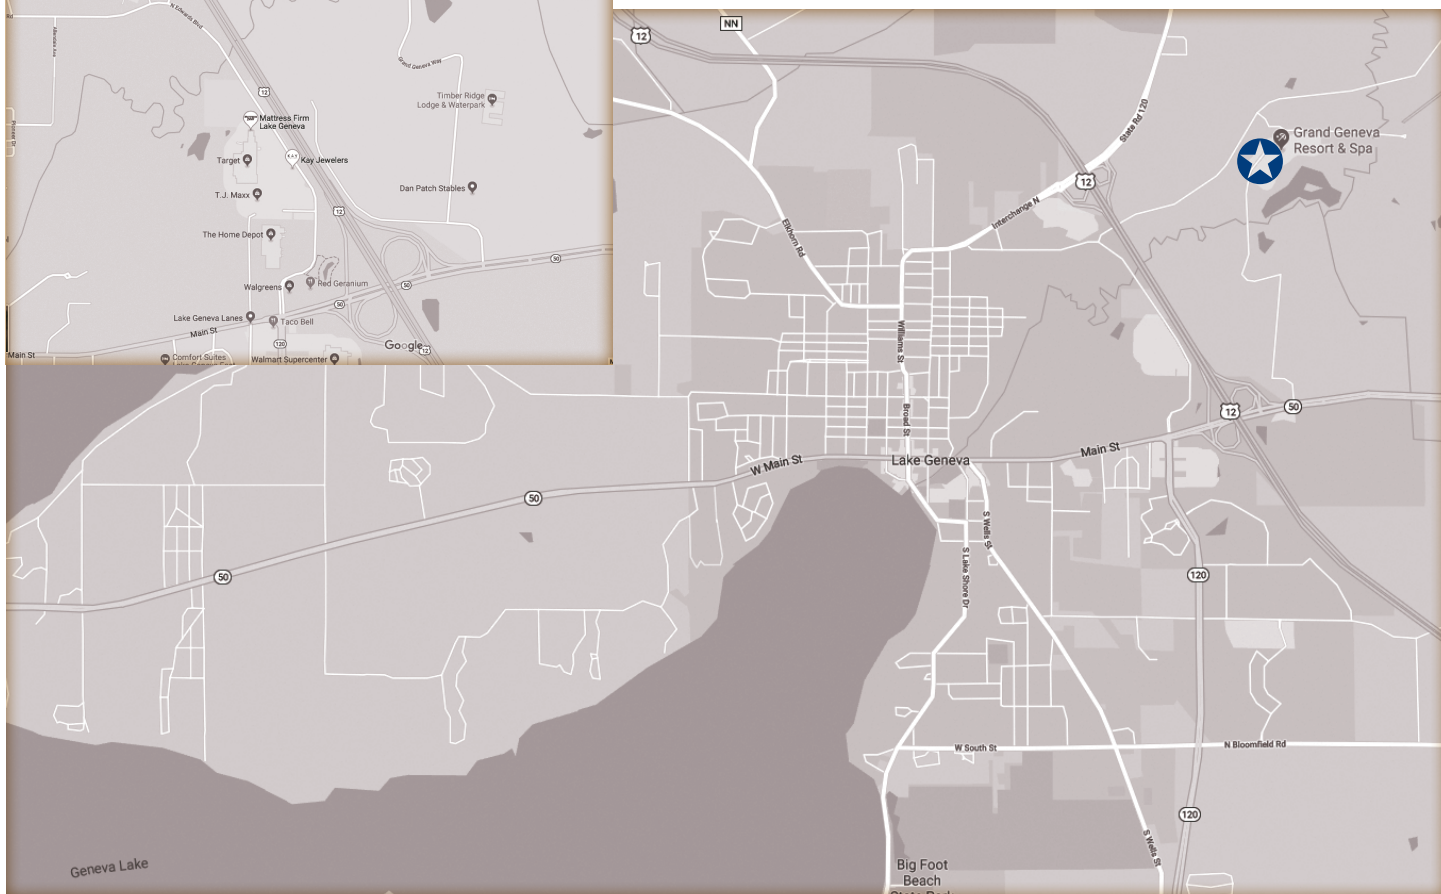 N Edwards Blvd
Grand Geneva Way
12
Timber Ridge
Lodge & Waterpark
Mattress Firm
Lake Geneva
Target
Kay Jewelers
T.J. Maxx
Dan Patch Stables
12
The Home Depot
50
Walgreens
Red Geranium
50
50
Lake Geneva Lanes
Taco Bell
Main St
120
Google
12
Main St
Comfort Suites
Walmart Supercenter
12
NN
State Rd 120
Grand Geneva
Resort & Spa
12
Interchange N
Elkhorn Rd
Williams St
Broad St
12
50
Main St
Lake Geneva
W Main St
50
50
S Wells St
S Lake Shore Dr
120
W South St
N Bloomfield Rd
120
S Wells St
Geneva Lake
Big Foot
Beach
State Park